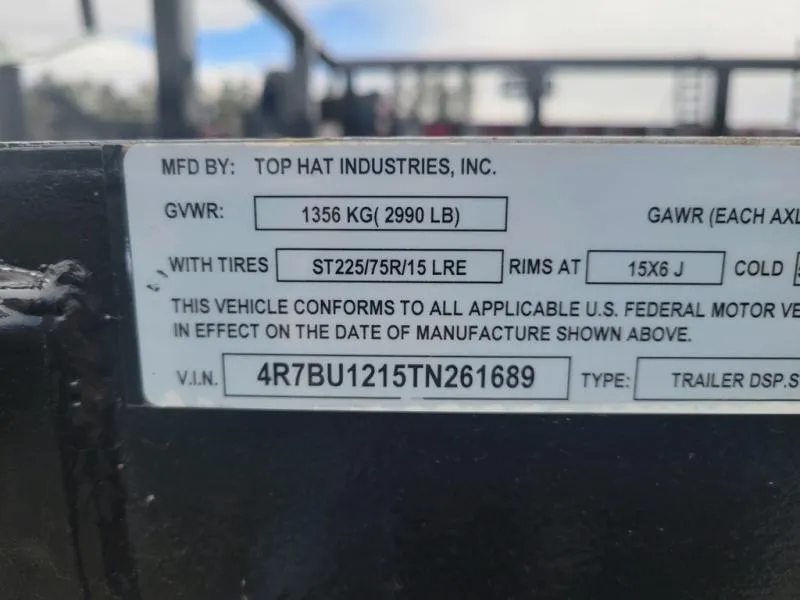 MFD BY: TOP HAT INDUSTRIES, INC.
GVWR: 1356 KG( 2990 LB) GAWR (EACH AXL
WITH TIRES ST225/75R/15 LRE RIMS AT 15X6 J COLD
THIS VEHICLE CONFORMS TO ALL APPLICABLE U.S. FEDERAL MOTOR VE
IN EFFECT ON THE DATE OF MANUFACTURE SHOWN ABOVE.
V.I.N. 4R7BU1215TN261689 TYPE: TRAILER DSP.S